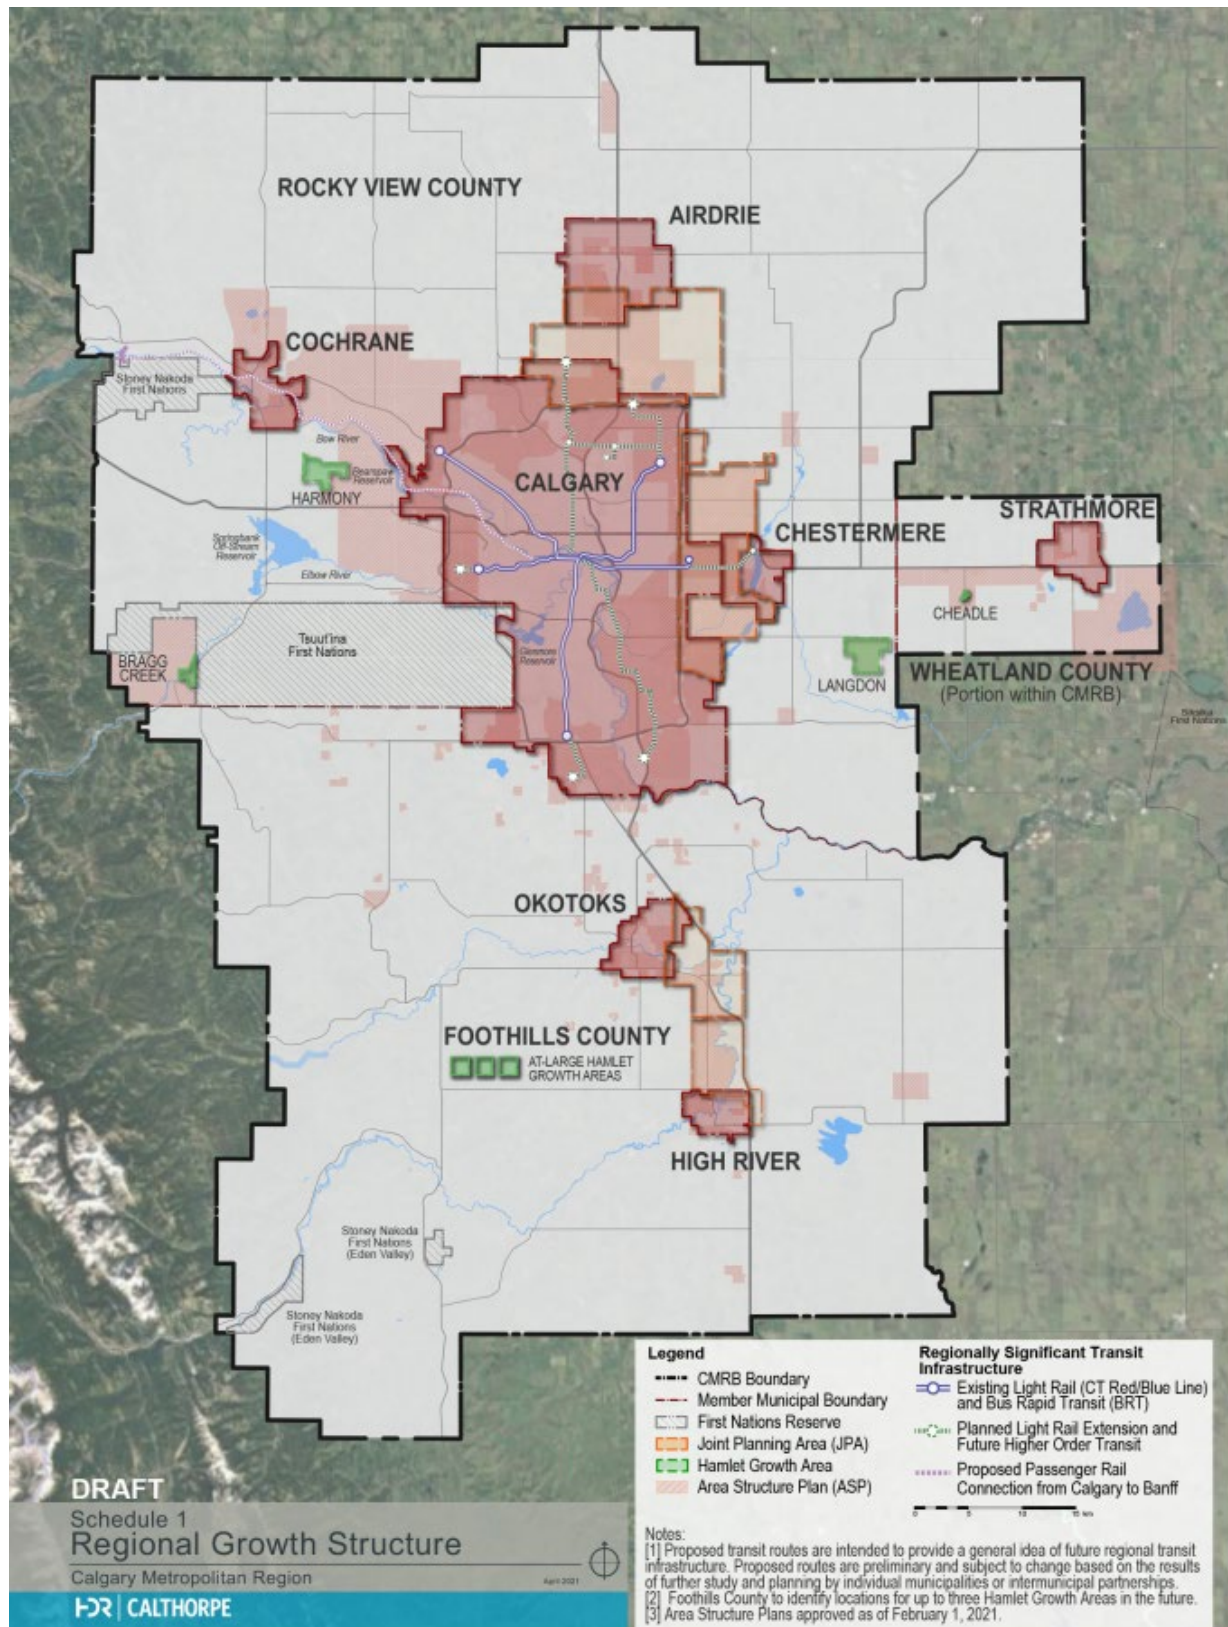 ROCKY VIEW COUNTY
AIRDRIE
COCHRANE
Stoney Nakoda
First Nations
Bow River
Bearspaw
Reservoir
HARMONY
CALGARY
STRATHMORE
CHESTERMERE
Springbank
Off-Stream
Reservoir
Elbow River
CHEADLE
Tsuut'ina
First Nations
Glenmore
Reservoir
BRAGG
CREEK
LANGDON
WHEATLAND COUNTY
(Portion within CMRB)
Siksika
First Nations
OKOTOKS
FOOTHILLS COUNTY
AT-LARGE HAMLET
GROWTH AREAS
HIGH RIVER
Stoney Nakoda
First Nations
(Eden Valley)
Stoney Nakoda
First Nations
(Eden Valley)
Legend
CMRB Boundary
Member Municipal Boundary
First Nations Reserve
Joint Planning Area (JPA)
Hamlet Growth Area
Area Structure Plan (ASP)
Regionally Significant Transit
Infrastructure
Existing Light Rail (CT Red/Blue Line)
and Bus Rapid Transit (BRT)
Planned Light Rail Extension and
Future Higher Order Transit
Proposed Passenger Rail
Connection from Calgary to Banff
0 5 10 15 km
Notes:
[1] Proposed transit routes are intended to provide a general idea of future regional transit
infrastructure. Proposed routes are preliminary and subject to change based on the results
of further study and planning by individual municipalities or intermunicipal partnerships.
[2] Foothills County to identify locations for up to three Hamlet Growth Areas in the future.
[3] Area Structure Plans approved as of February 1, 2021.
DRAFT
Schedule 1
Regional Growth Structure
Calgary Metropolitan Region
April 2021
HDR | CALTHORPE